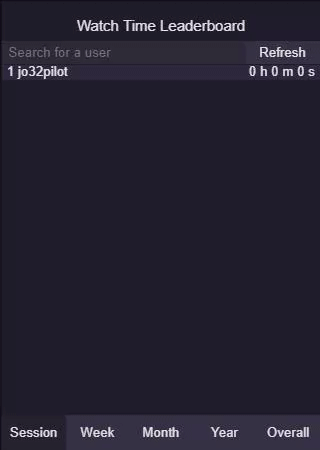 Watch Time Leaderboard
Search for a user Refresh
1 jo32pilot 0 h 0 m 0 s
Session Week Month Year Overall